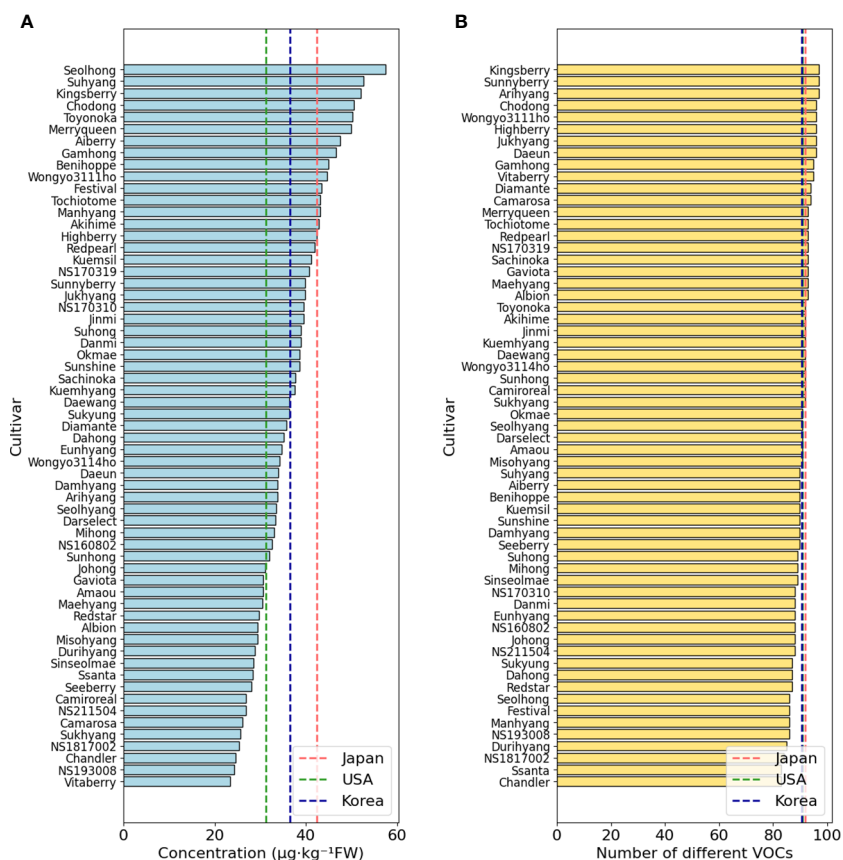 A
Seolhong
Suhyang
Kingsberry
Chodong
Toyonoka
Merryqueen
Aiberry
Gamhong
Benihoppe
Wongyo3111ho
Festival
Tochiotome
Manhyang
Akihime
Highberry
Redpearl
Kuemsil
NS170319
Sunnyberry
Jukhyang
NS170310
Jinmi
Suhong
Danmi
Okmae
Sunshine
Sachinoka
Kuemhyang
Daewang
Sukyung
Diamante
Dahong
Eunhyang
Wongyo3114ho
Daeun
Damhyang
Arihyang
Seolhyang
Darselect
Mihong
NS160802
Sunhong
Johong
Gaviota
Amaou
Maehyang
Redstar
Albion
Misohyang
Durihyang
Sinseolmae
Ssanta
Seeberry
Camiroreal
NS211504
Camarosa
Sukhyang
NS1817002
Chandler
NS193008
Vitaberry
Cultivar
Japan
USA
Korea
0 20 40 60
Concentration (µg·kg⁻¹FW)
B
Kingsberry
Sunnyberry
Arihyang
Chodong
Wongyo3111ho
Highberry
Jukhyang
Daeun
Gamhong
Vitaberry
Diamante
Camarosa
Merryqueen
Tochiotome
Redpearl
NS170319
Sachinoka
Gaviota
Maehyang
Albion
Toyonoka
Akihime
Jinmi
Kuemhyang
Daewang
Wongyo3114ho
Sunhong
Camiroreal
Sukhyang
Okmae
Seolhyang
Darselect
Amaou
Misohyang
Suhyang
Aiberry
Benihoppe
Kuemsil
Sunshine
Damhyang
Seeberry
Suhong
Mihong
Sinseolmae
NS170310
Danmi
Eunhyang
NS160802
Johong
NS211504
Sukyung
Dahong
Redstar
Seolhong
Festival
Manhyang
NS193008
Durihyang
NS1817002
Ssanta
Chandler
Cultivar
Japan
USA
Korea
0 20 40 60 80 100
Number of different VOCs